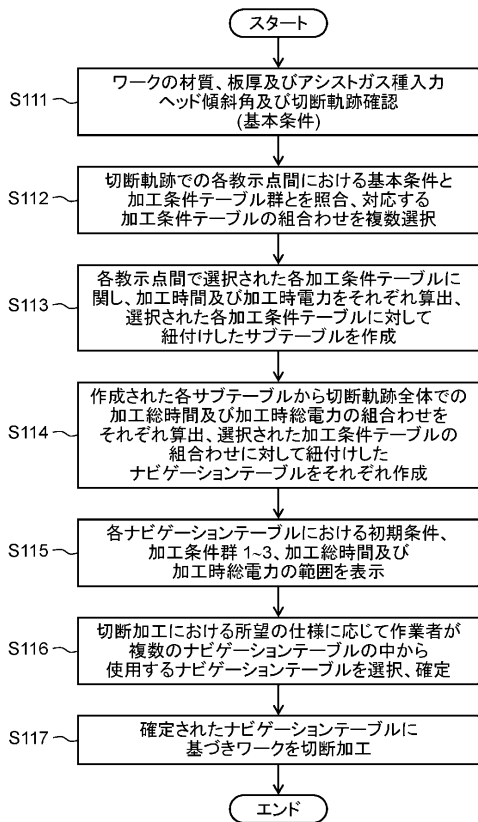 スタート
S111
ワークの材質、板厚及びアシストガス種入力
ヘッド傾斜角及び切断軌跡確認
(基本条件)
S112
切断軌跡での各教示点間における基本条件と
加工条件テーブル群とを照合、対応する
加工条件テーブルの組合わせを複数選択
S113
各教示点間で選択された各加工条件テーブルに
関し、加工時間及び加工時電力をそれぞれ算出、
選択された各加工条件テーブルに対して
紐付けしたサブテーブルを作成
S114
作成された各サブテーブルから切断軌跡全体での
加工総時間及び加工時総電力の組合わせを
それぞれ算出、選択された加工条件テーブルの
組合わせに対して紐付けした
ナビゲーションテーブルをそれぞれ作成
S115
各ナビゲーションテーブルにおける初期条件、
加工条件群1~3、加工総時間及び
加工時総電力の範囲を表示
S116
切断加工における所望の仕様に応じて作業者が
複数のナビゲーションテーブルの中から
使用するナビゲーションテーブルを選択、確定
S117
確定されたナビゲーションテーブルに
基づきワークを切断加工
エンド